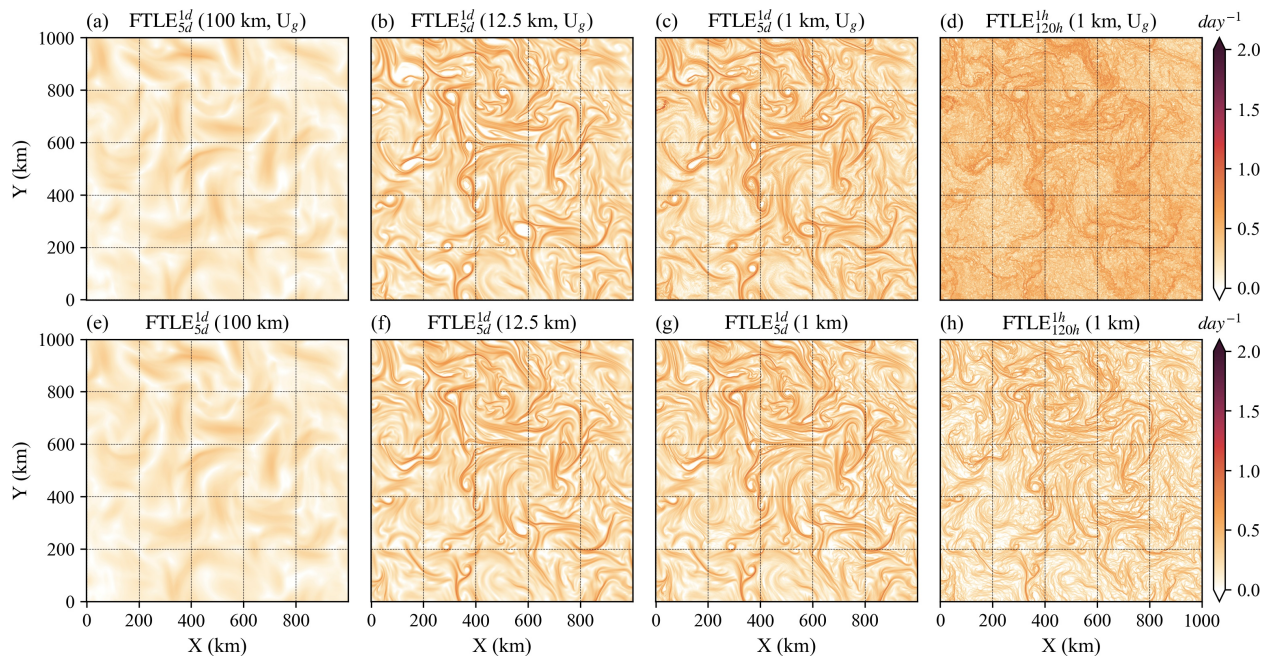 (a) FTLE$^{1d}_{5d}$ (100 km, U$_g$)
(b) FTLE$^{1d}_{5d}$ (12.5 km, U$_g$)
(c) FTLE$^{1d}_{5d}$ (1 km, U$_g$)
(d) FTLE$^{1h}_{120h}$ (1 km, U$_g$)
day$^{-1}$
1000
800
600
400
200
0
Y (km)
2.0
1.5
1.0
0.5
0.0
(e) FTLE$^{1d}_{5d}$ (100 km)
(f) FTLE$^{1d}_{5d}$ (12.5 km)
(g) FTLE$^{1d}_{5d}$ (1 km)
(h) FTLE$^{1h}_{120h}$ (1 km)
day$^{-1}$
1000
800
600
400
200
0
Y (km)
2.0
1.5
1.0
0.5
0.0
0 200 400 600 800
0 200 400 600 800
0 200 400 600 800
0 200 400 600 800 1000
X (km)
X (km)
X (km)
X (km)